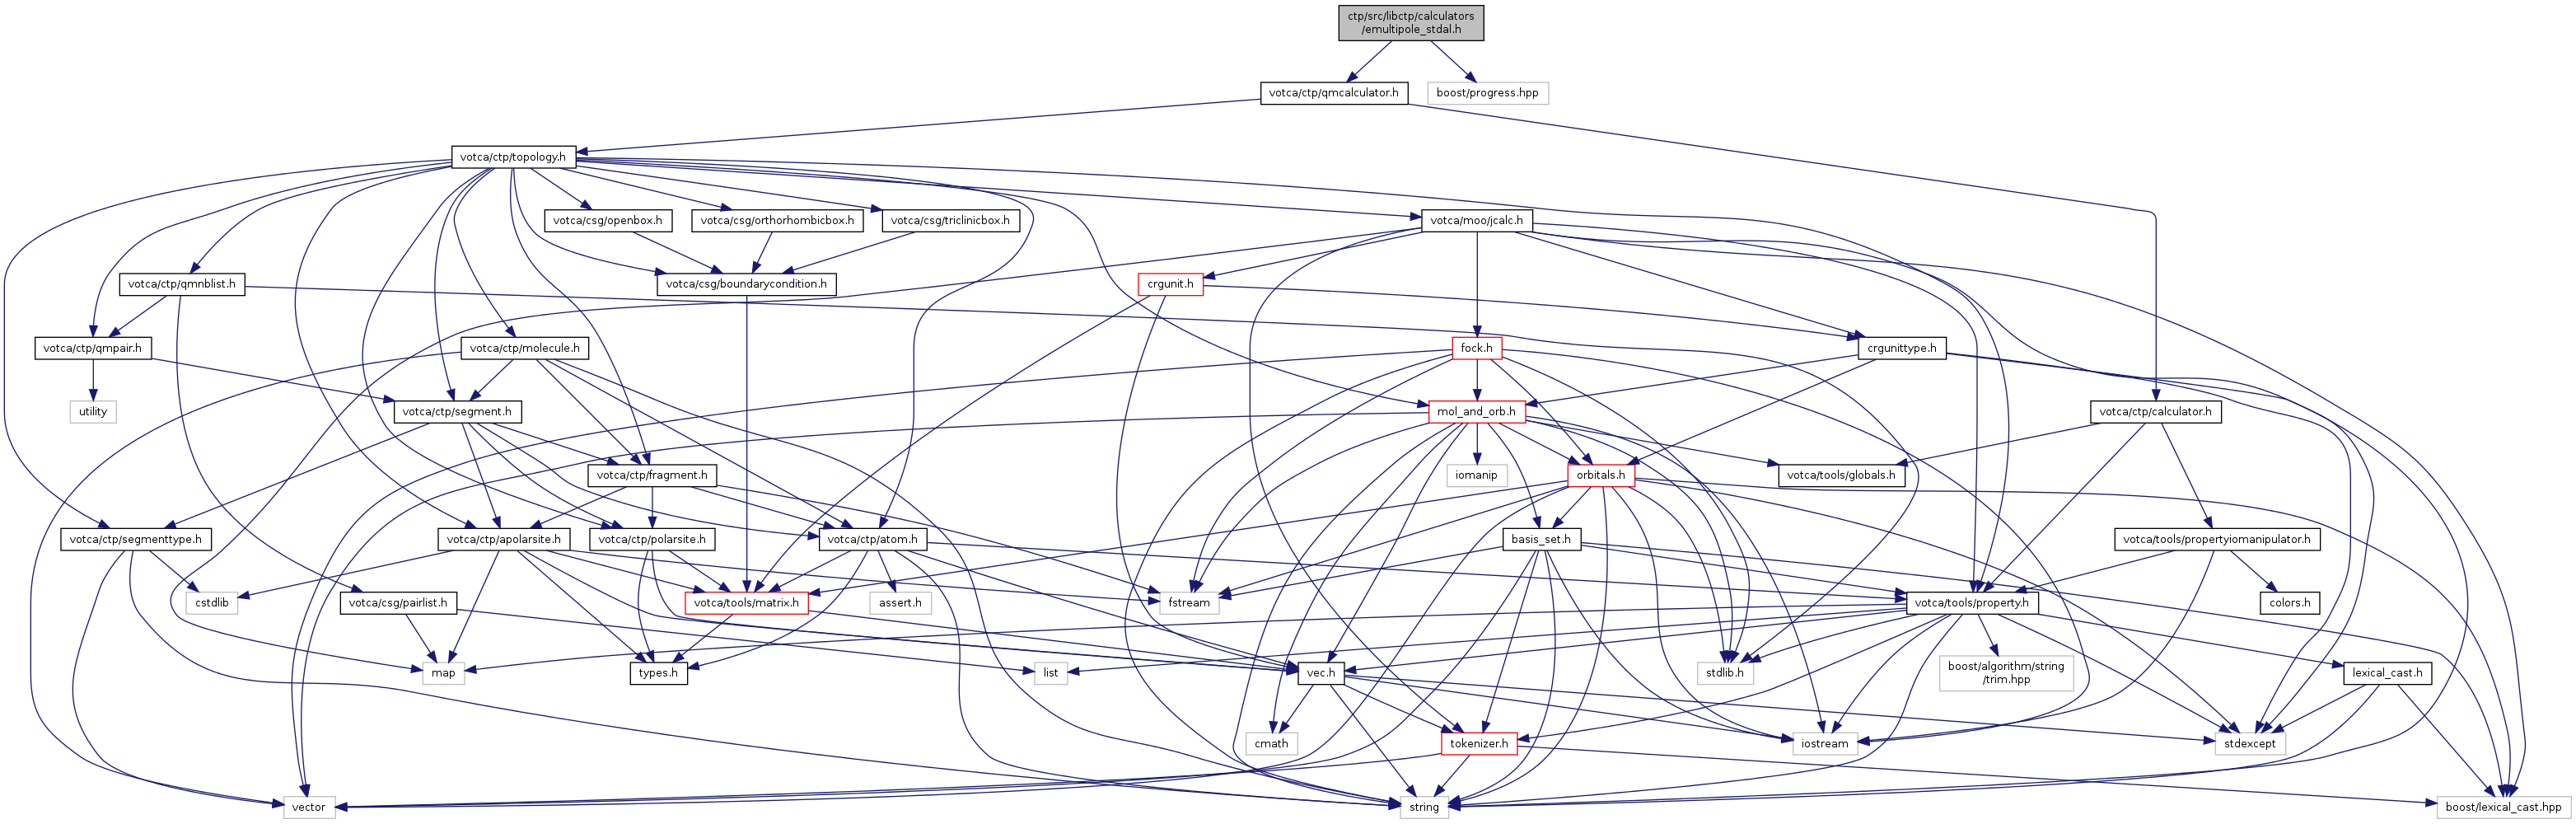 ctp/src/libctp/calculators
/emultipole_stdal.h
votca/ctp/qmcalculator.h
boost/progress.hpp
votca/ctp/topology.h
votca/csg/openbox.h
votca/csg/orthorhombicbox.h
votca/csg/triclinicbox.h
votca/moo/jcalc.h
votca/ctp/qmnblist.h
votca/csg/boundarycondition.h
crgunit.h
votca/ctp/qmpair.h
votca/ctp/molecule.h
fock.h
crgunittype.h
utility
votca/ctp/segment.h
mol_and_orb.h
votca/ctp/calculator.h
votca/ctp/fragment.h
iomanip
orbitals.h
votca/tools/globals.h
votca/ctp/segmenttype.h
votca/ctp/apolarsite.h
votca/ctp/polarsite.h
votca/ctp/atom.h
basis_set.h
votca/tools/propertyiomanipulator.h
cstdlib
votca/csg/pairlist.h
votca/tools/matrix.h
assert.h
fstream
votca/tools/property.h
colors.h
map
types.h
list
vec.h
stdlib.h
boost/algorithm/string
/trim.hpp
lexical_cast.h
cmath
tokenizer.h
iostream
stdexcept
vector
string
boost/lexical_cast.hpp